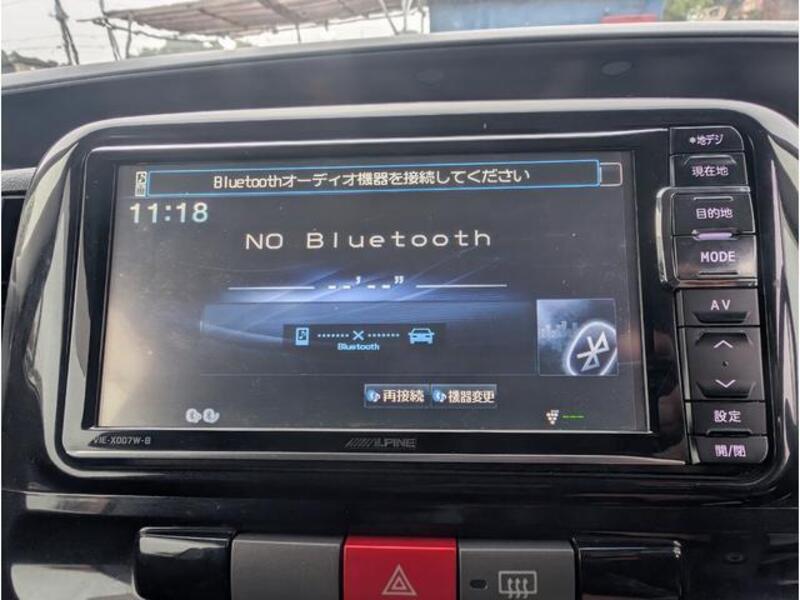 Bluetoothオーディオ機器を接続してください
11:18
NO Bluetooth
--'--"
Bluetooth
再接続
機器変更
VIE-X007W-B
ALPINE
*地デジ
現在地
目的地
MODE
AV
設定
開/閉